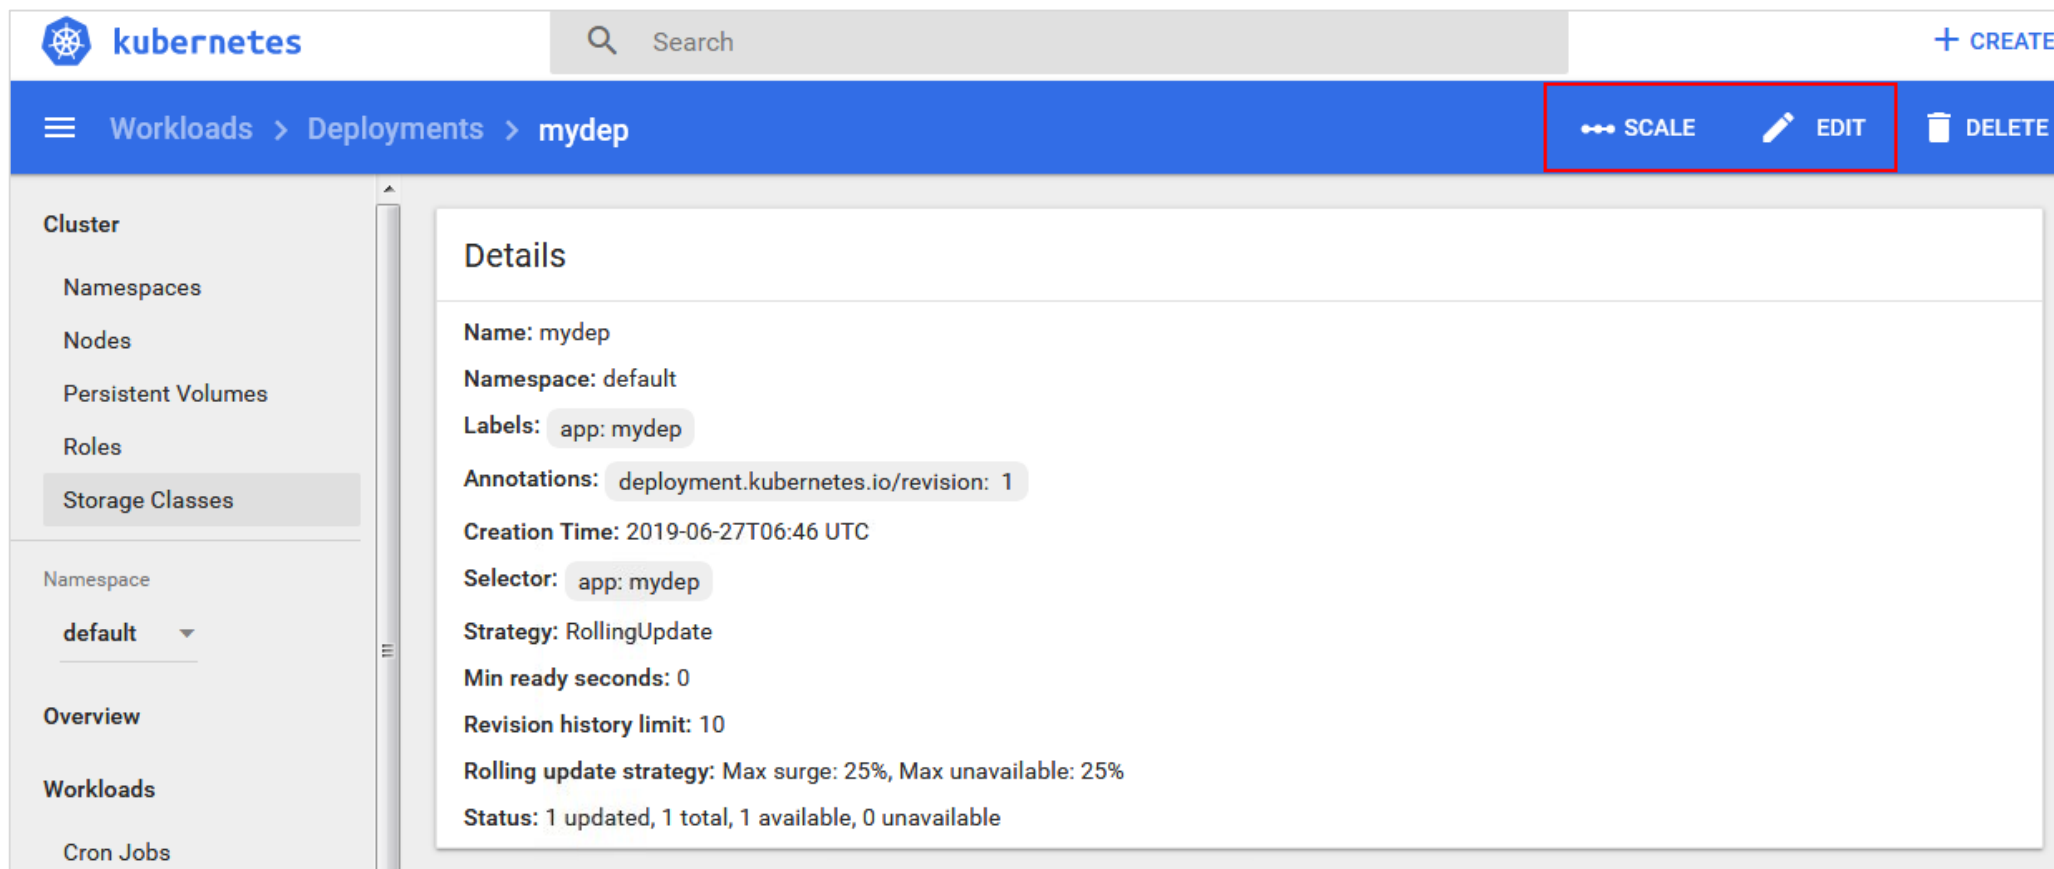 kubernetes
Search
+ CREATE
Workloads > Deployments > mydep
SCALE
EDIT
DELETE
Cluster
Namespaces
Nodes
Persistent Volumes
Roles
Storage Classes
Namespace
default
Overview
Workloads
Cron Jobs
Details
Name: mydep
Namespace: default
Labels: app: mydep
Annotations: deployment.kubernetes.io/revision: 1
Creation Time: 2019-06-27T06:46 UTC
Selector: app: mydep
Strategy: RollingUpdate
Min ready seconds: 0
Revision history limit: 10
Rolling update strategy: Max surge: 25%, Max unavailable: 25%
Status: 1 updated, 1 total, 1 available, 0 unavailable